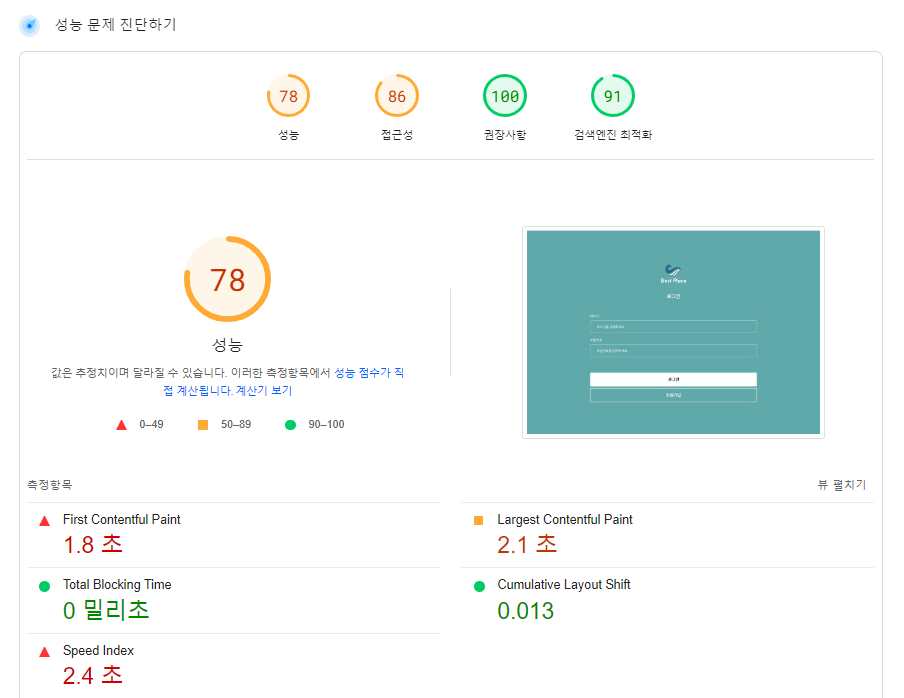 성능 문제 진단하기
78
86
100
91
성능
접근성
권장사항
검색엔진 최적화
78
성능
값은 추정치이며 달라질 수 있습니다. 이러한 측정항목에서 성능 점수가 직
접 계산됩니다. 계산기 보기
0–49
50–89
90–100
Best Place
로그인
로그인
회원가입
측정항목
뷰 펼치기
First Contentful Paint
1.8 초
Largest Contentful Paint
2.1 초
Total Blocking Time
0 밀리초
Cumulative Layout Shift
0.013
Speed Index
2.4 초